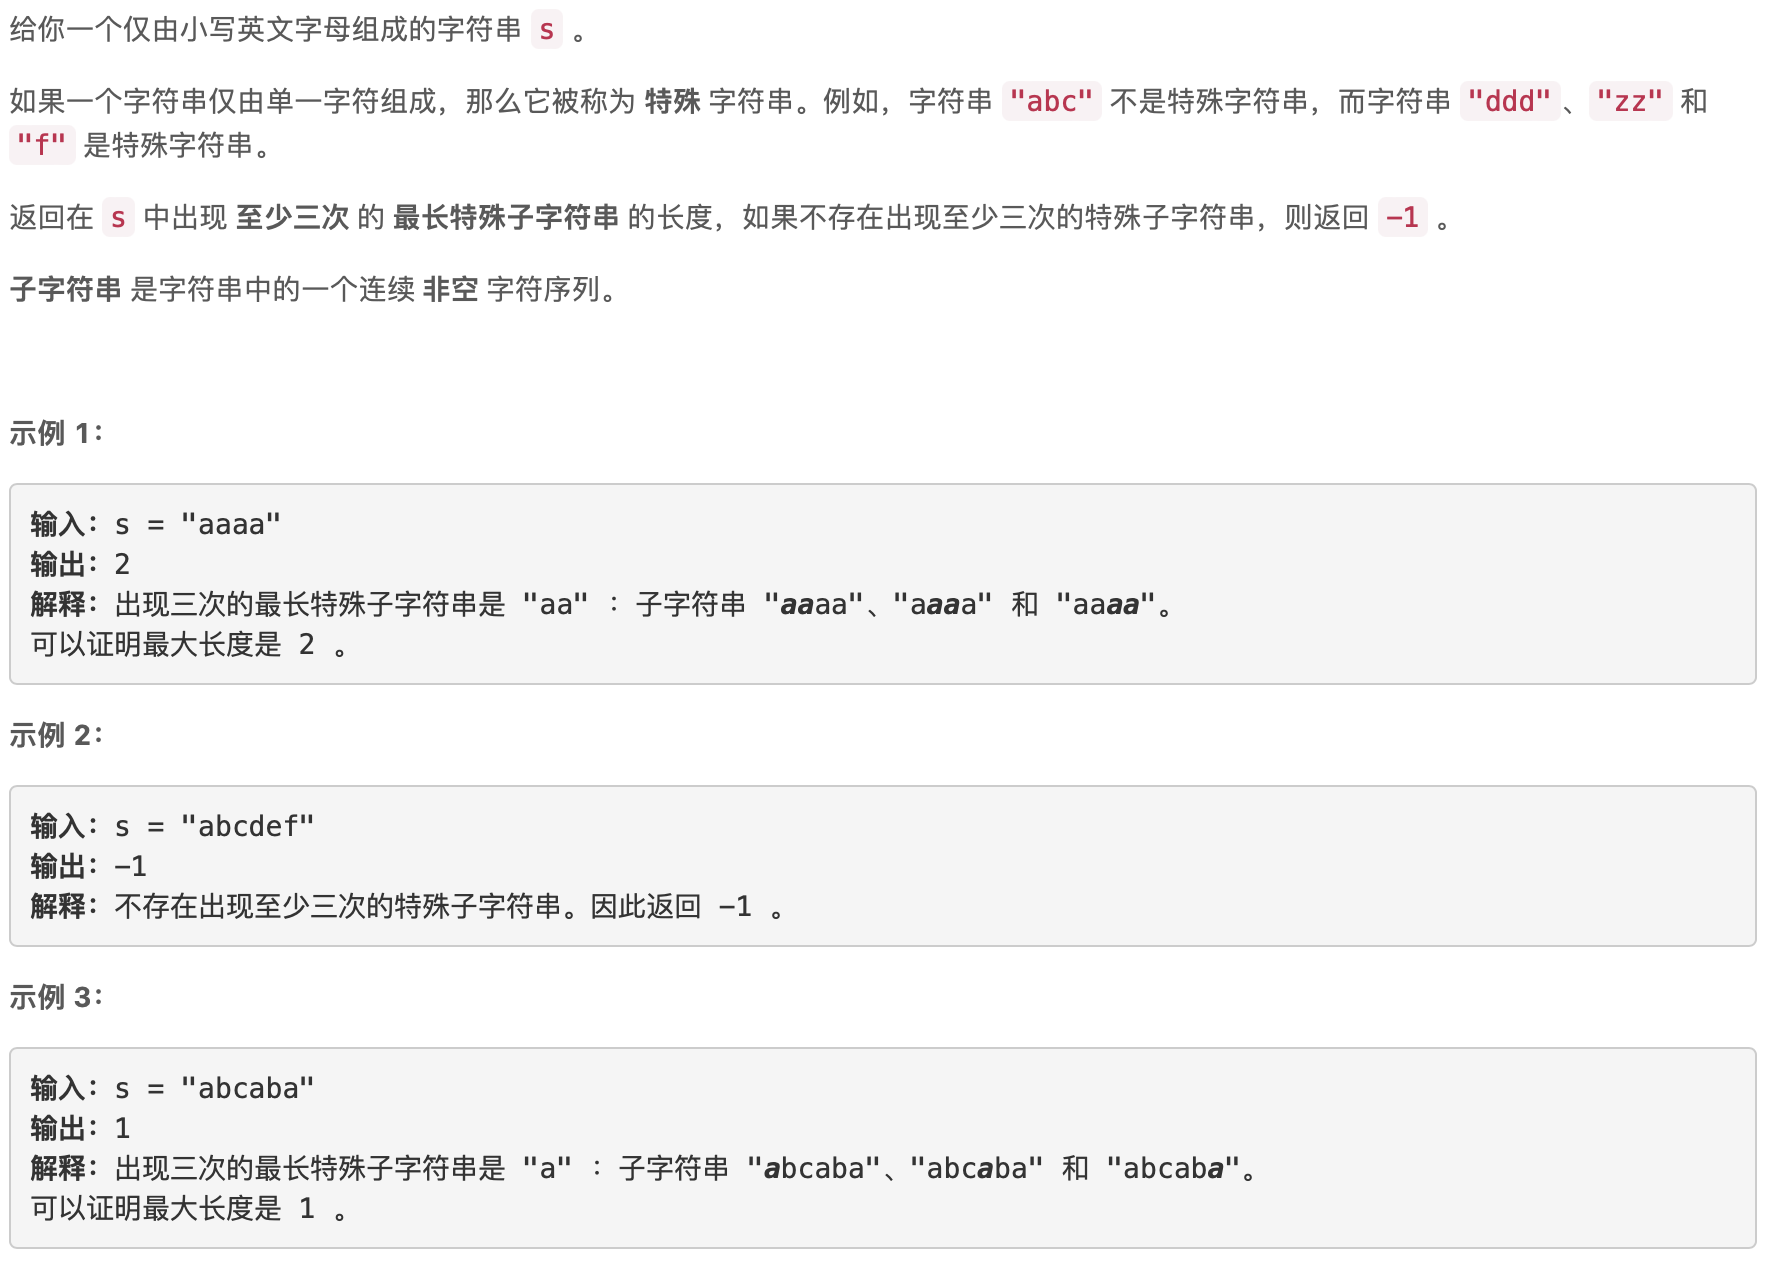 给你一个仅由小写英文字母组成的字符串 s 。
如果一个字符串仅由单一字符组成，那么它被称为 特殊 字符串。例如，字符串 "abc" 不是特殊字符串，而字符串 "ddd"、"zz" 和
"f" 是特殊字符串。
返回在 s 中出现 至少三次 的 最长特殊子字符串 的长度，如果不存在出现至少三次的特殊子字符串，则返回 -1 。
子字符串 是字符串中的一个连续 非空 字符序列。
示例 1：
输入：s = "aaaa"
输出：2
解释：出现三次的最长特殊子字符串是 "aa" ：子字符串 "aaaa"、"aaaa" 和 "aaaa"。
可以证明最大长度是 2 。
示例 2：
输入：s = "abcdef"
输出：-1
解释：不存在出现至少三次的特殊子字符串。因此返回 -1 。
示例 3：
输入：s = "abcaba"
输出：1
解释：出现三次的最长特殊子字符串是 "a" ：子字符串 "abcaba"、"abcaba" 和 "abcaba"。
可以证明最大长度是 1 。